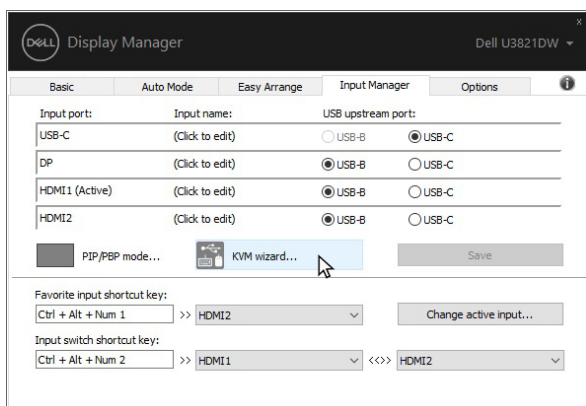 DELL Display Manager Dell U3821DW
x
Basic Auto Mode Easy Arrange Input Manager Options i
Input port: Input name: USB upstream port:
USB-C (Click to edit) USB-B USB-C
DP (Click to edit) USB-B USB-C
HDMI1 (Active) (Click to edit) USB-B USB-C
HDMI2 (Click to edit) USB-B USB-C
PIP/PBP mode... KVM wizard... Save
Favorite input shortcut key:
Ctrl + Alt + Num 1 >> HDMI2 Change active input...
Input switch shortcut key:
Ctrl + Alt + Num 2 >> HDMI1 <<>> HDMI2